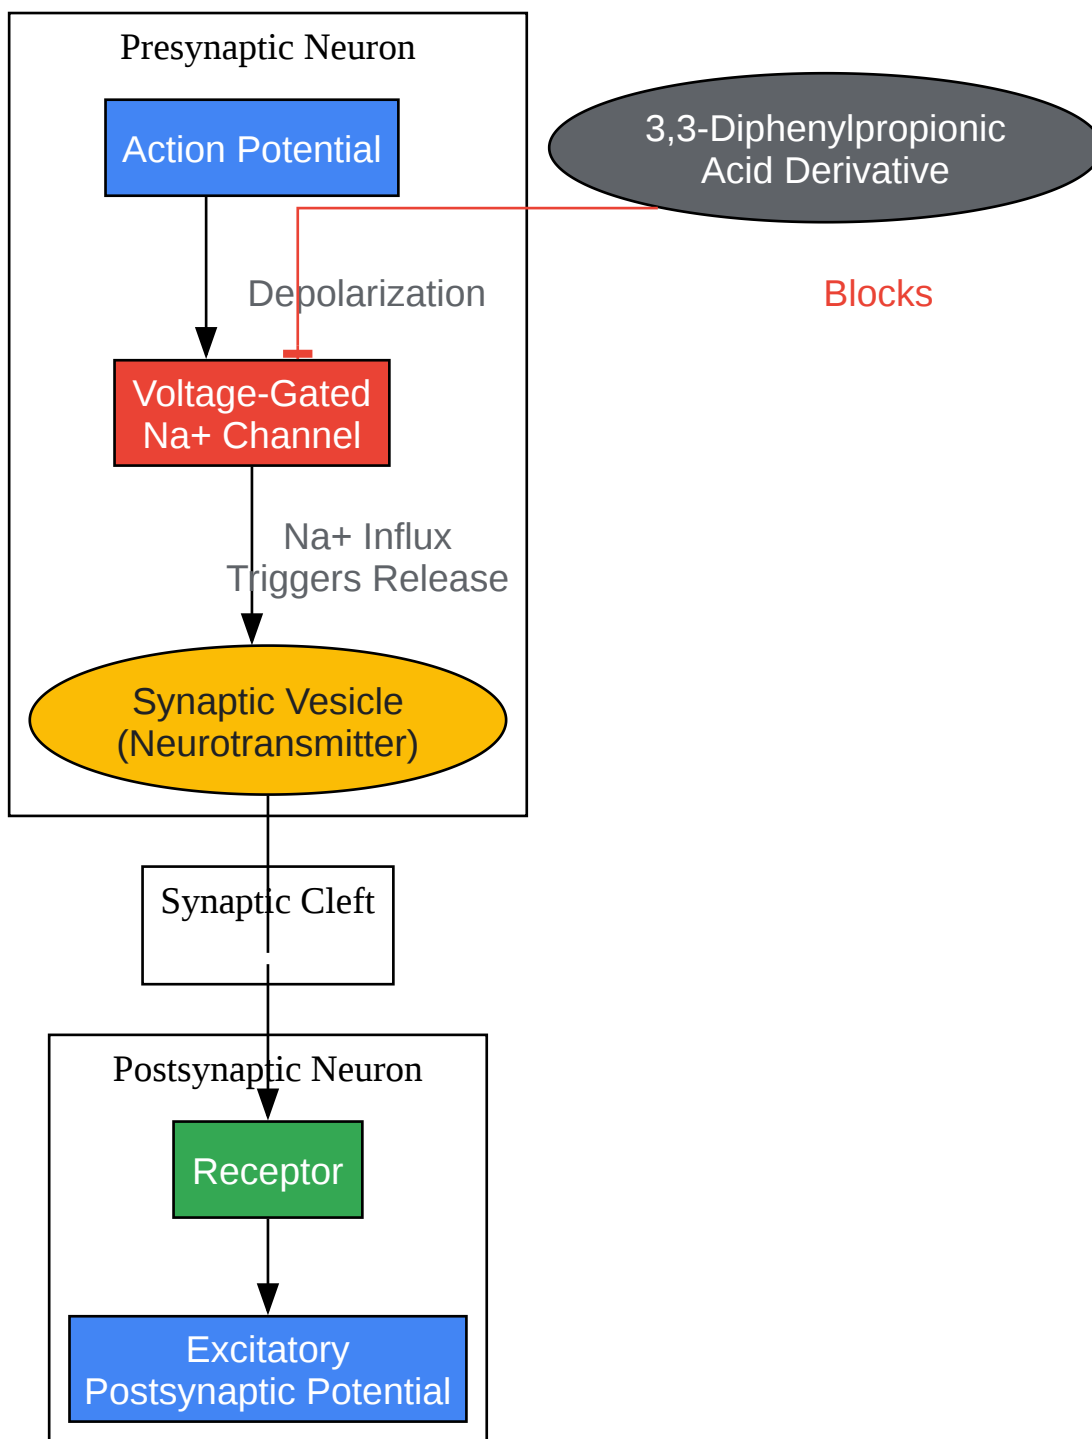 Presynaptic Neuron
Action Potential
3,3-Diphenylpropionic
Acid Derivative
Depolarization
Blocks
Voltage-Gated
Na+ Channel
Na+ Influx
Triggers Release
Synaptic Vesicle
(Neurotransmitter)
Synaptic Cleft
Postsynaptic Neuron
Receptor
Excitatory
Postsynaptic Potential